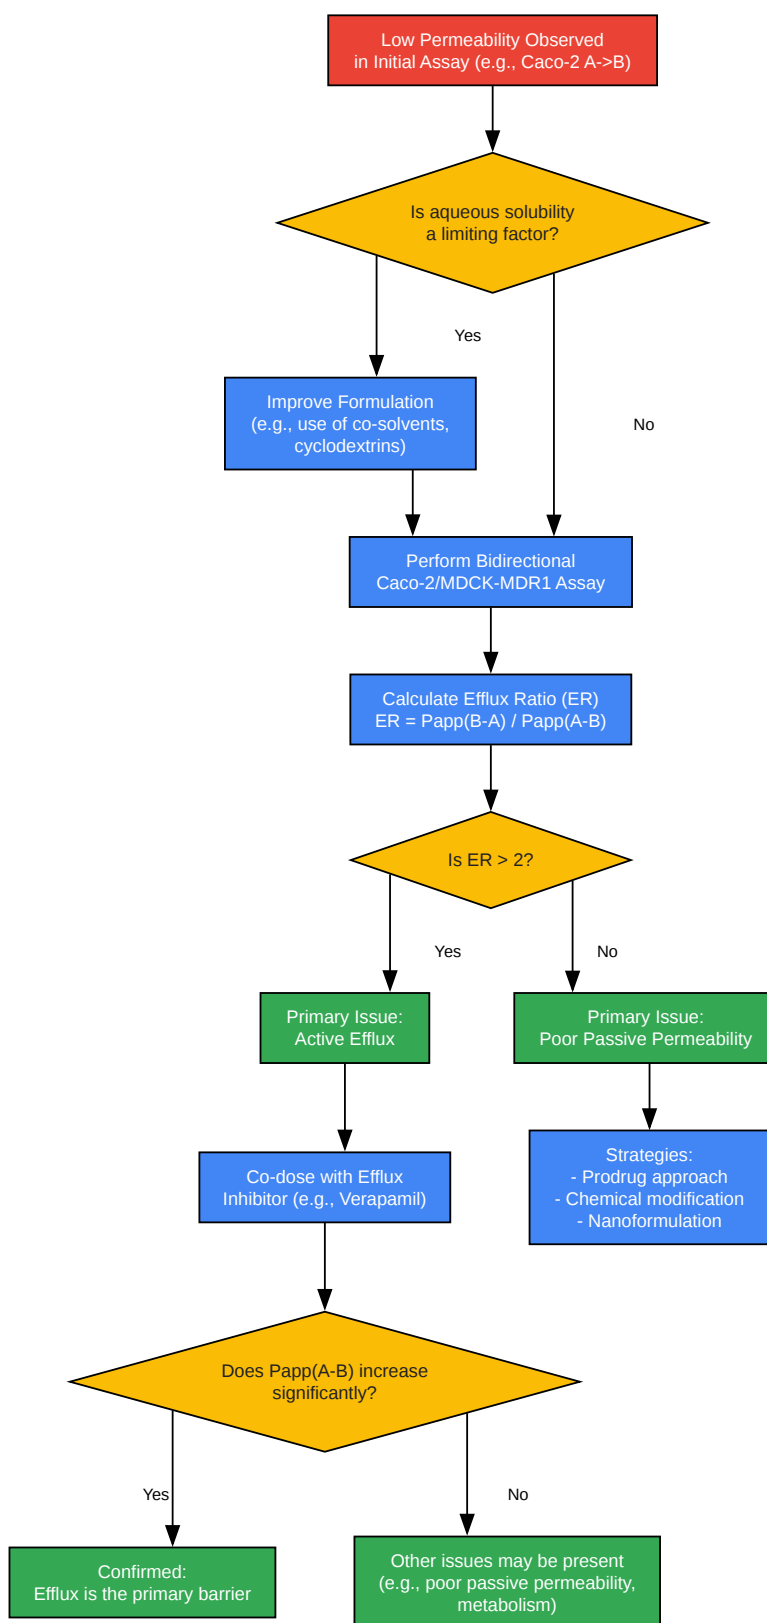 Low Permeability Observed
in Initial Assay (e.g., Caco-2 A->B)
Is aqueous solubility
a limiting factor?
Yes
Improve Formulation
(e.g., use of co-solvents,
cyclodextrins)
No
Perform Bidirectional
Caco-2/MDCK-MDR1 Assay
Calculate Efflux Ratio (ER)
ER = Papp(B-A) / Papp(A-B)
Is ER > 2?
Yes
No
Primary Issue:
Active Efflux
Primary Issue:
Poor Passive Permeability
Co-dose with Efflux
Inhibitor (e.g., Verapamil)
Strategies:
- Prodrug approach
- Chemical modification
- Nanoformulation
Does Papp(A-B) increase
significantly?
Yes
No
Confirmed:
Efflux is the primary barrier
Other issues may be present
(e.g., poor passive permeability,
metabolism)